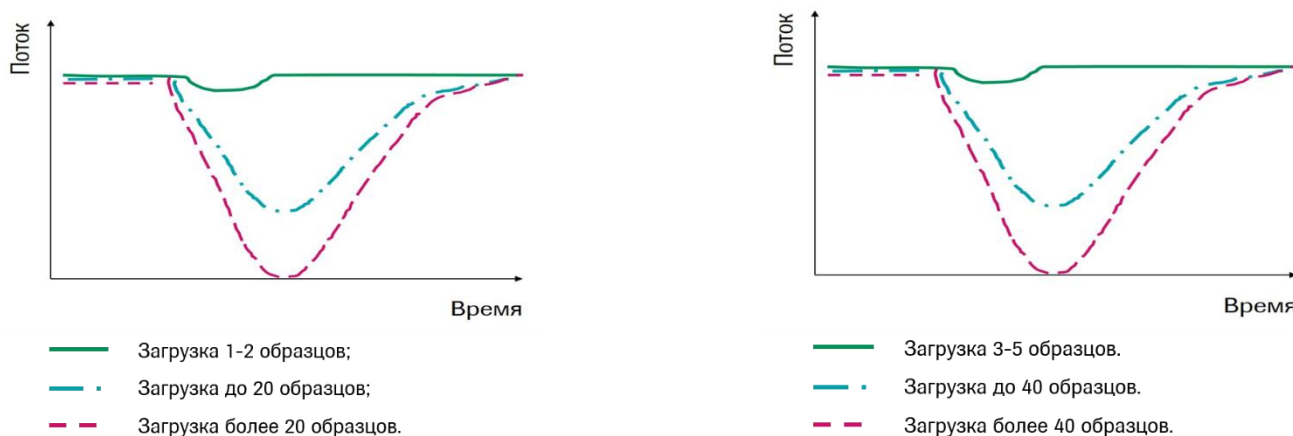 Поток
Время
Загрузка 1-2 образцов;
Загрузка до 20 образцов;
Загрузка более 20 образцов.
Поток
Время
Загрузка 3-5 образцов.
Загрузка до 40 образцов.
Загрузка более 40 образцов.